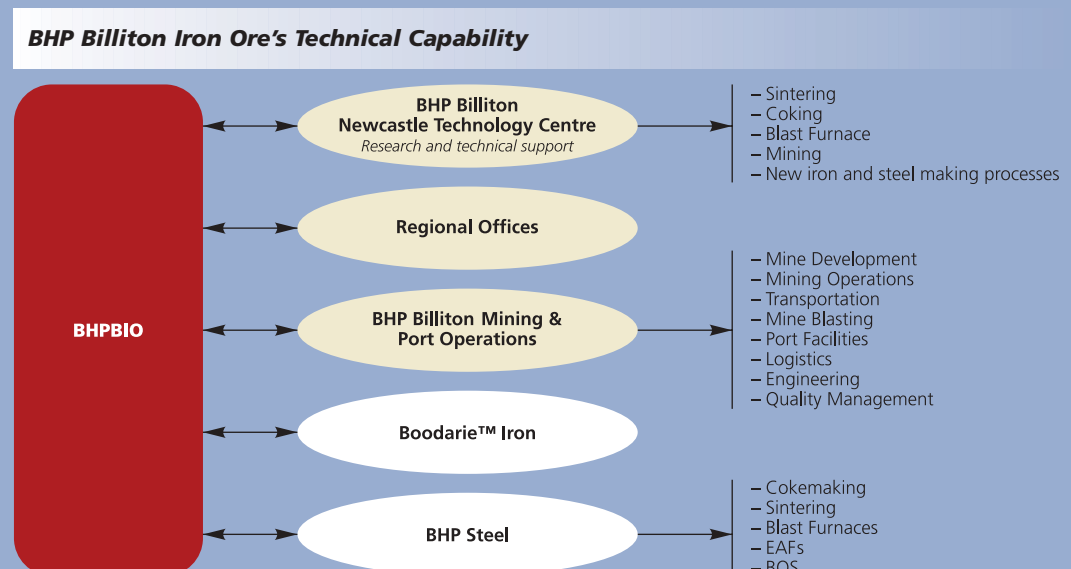 BHP Billiton Iron Ore's Technical Capability
BHPBIO
BHP Billiton
Newcastle Technology Centre
Research and technical support
– Sintering
– Coking
– Blast Furnace
– Mining
– New iron and steel making processes
Regional Offices
BHP Billiton Mining &
Port Operations
– Mine Development
– Mining Operations
– Transportation
– Mine Blasting
– Port Facilities
– Logistics
– Engineering
– Quality Management
Boodarie™ Iron
BHP Steel
– Cokemaking
– Sintering
– Blast Furnaces
– EAFs
– BOS